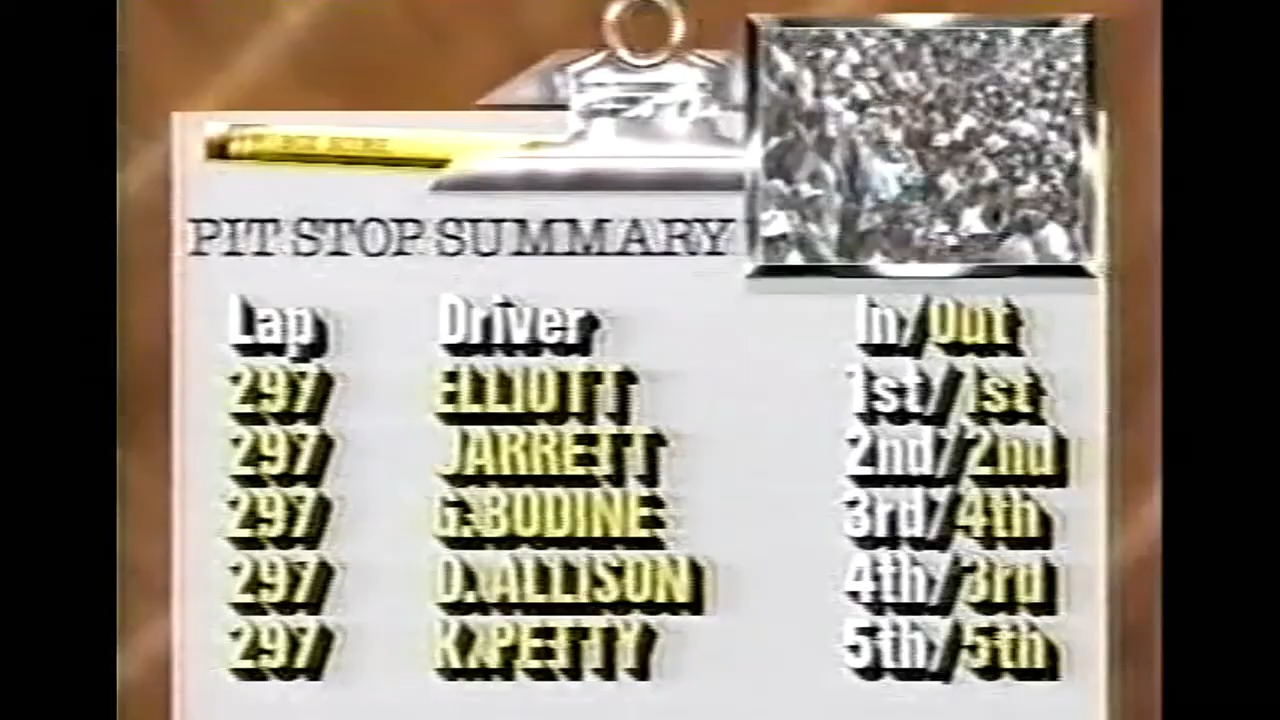 PIT STOP SUMMARY
Lap Driver In/Out
297 ELLIOTT 1st/1st
297 JARRETT 2nd/2nd
297 G. BODINE 3rd/4th
297 D. ALLISON 4th/3rd
297 K. PETTY 5th/5th